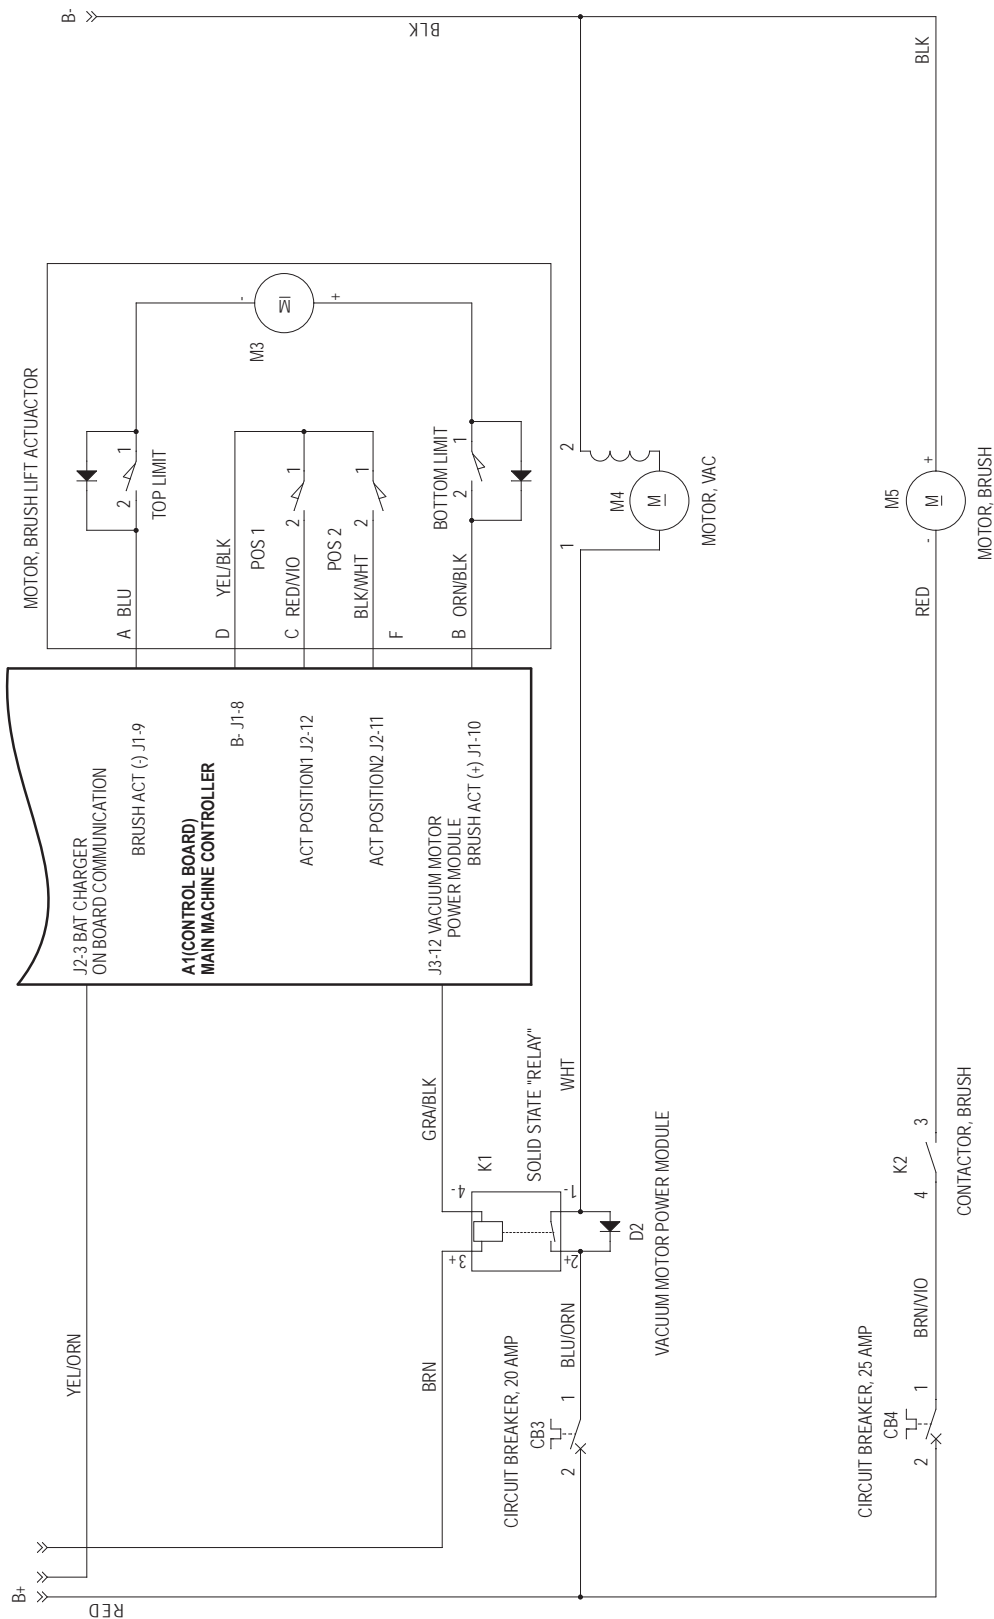 B+
RED
YEL/ORN
BRN
GRA/BLK
J2-3 BAT CHARGER
ON BOARD COMMUNICATION
BRUSH ACT (-) J1-9
A1(CONTROL BOARD)
MAIN MACHINE CONTROLLER
B- J1-8
ACT POSITION1 J2-12
ACT POSITION2 J2-11
J3-12 VACUUM MOTOR
POWER MODULE
BRUSH ACT (+) J1-10
MOTOR, BRUSH LIFT ACTUACTOR
A BLU
2
1
TOP LIMIT
D YEL/BLK
POS 1
C RED/VIO
2
1
POS 2
BLK/WHT
2
1
F
BOTTOM LIMIT
B ORN/BLK
2
1
M3
-
M
+
B-
BLK
K1
3+
4-
2+
1-
SOLID STATE "RELAY"
CIRCUIT BREAKER, 20 AMP
CB3
2
1
BLU/ORN
D2
WHT
VACUUM MOTOR POWER MODULE
1
2
M4
M
MOTOR, VAC
CIRCUIT BREAKER, 25 AMP
CB4
2
1
BRN/VIO
K2
4
3
CONTACTOR, BRUSH
RED
M5
-
M
+
MOTOR, BRUSH
BLK